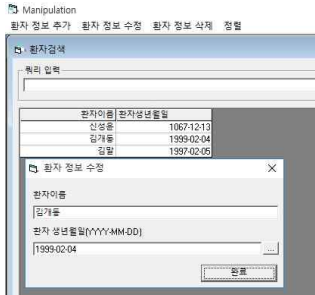 Manipulation
환자 정보 추가 환자 정보 수정 환자 정보 삭제 정렬
환자검색
쿼리 입력
환자이름 환자생년월일
신성윤 1067-12-13
김개동 1999-02-04
김말 1997-02-05
환자 정보 수정
환자이름
김개동
환자 생년월일(YYYY-MM-DD)
1999-02-04
...
완료